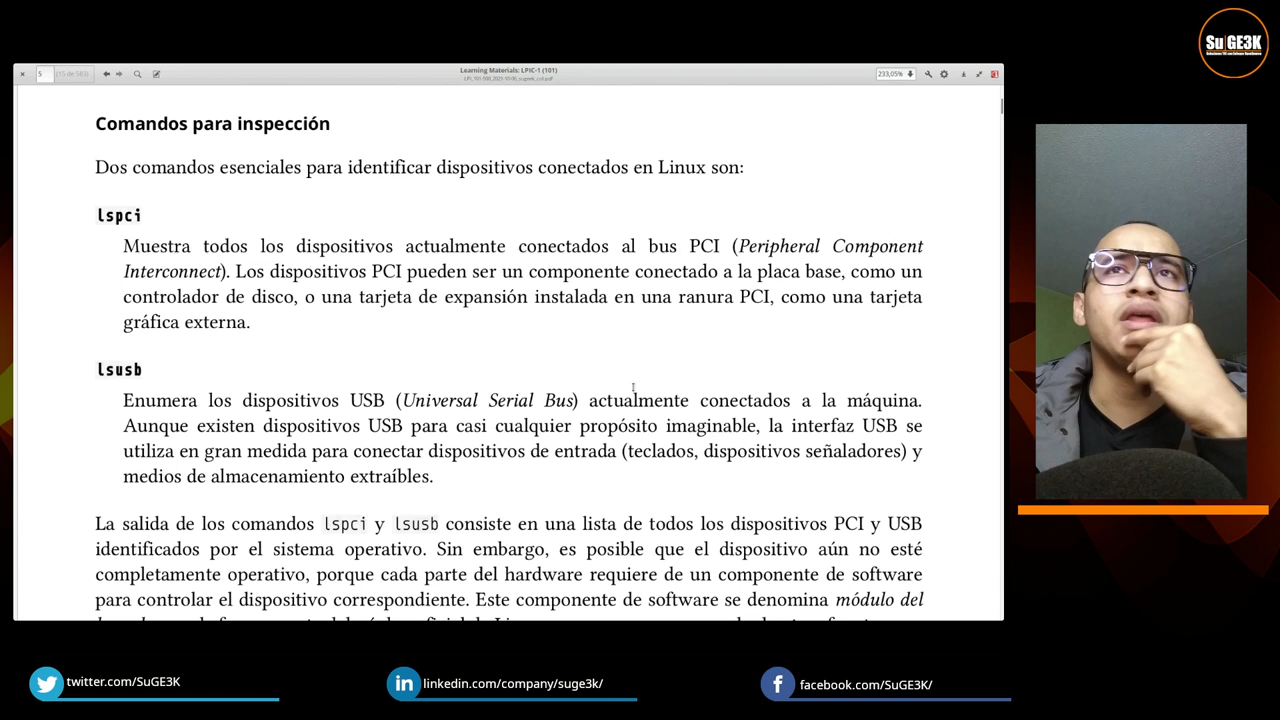 Su GE3K
5 (15 de 583)
Learning Materials: LPIC-1 (101)
233,05%
Comandos para inspección
Dos comandos esenciales para identificar dispositivos conectados en Linux son:
lspci
Muestra todos los dispositivos actualmente conectados al bus PCI (Peripheral Component
Interconnect). Los dispositivos PCI pueden ser un componente conectado a la placa base, como un
controlador de disco, o una tarjeta de expansión instalada en una ranura PCI, como una tarjeta
gráfica externa.
lsusb
Enumera los dispositivos USB (Universal Serial Bus) actualmente conectados a la máquina.
Aunque existen dispositivos USB para casi cualquier propósito imaginable, la interfaz USB se
utiliza en gran medida para conectar dispositivos de entrada (teclados, dispositivos señaladores) y
medios de almacenamiento extraíbles.
La salida de los comandos lspci y lsusb consiste en una lista de todos los dispositivos PCI y USB
identificados por el sistema operativo. Sin embargo, es posible que el dispositivo aún no esté
completamente operativo, porque cada parte del hardware requiere de un componente de software
para controlar el dispositivo correspondiente. Este componente de software se denomina módulo del
twitter.com/SuGE3K
linkedin.com/company/suge3k/
facebook.com/SuGE3K/